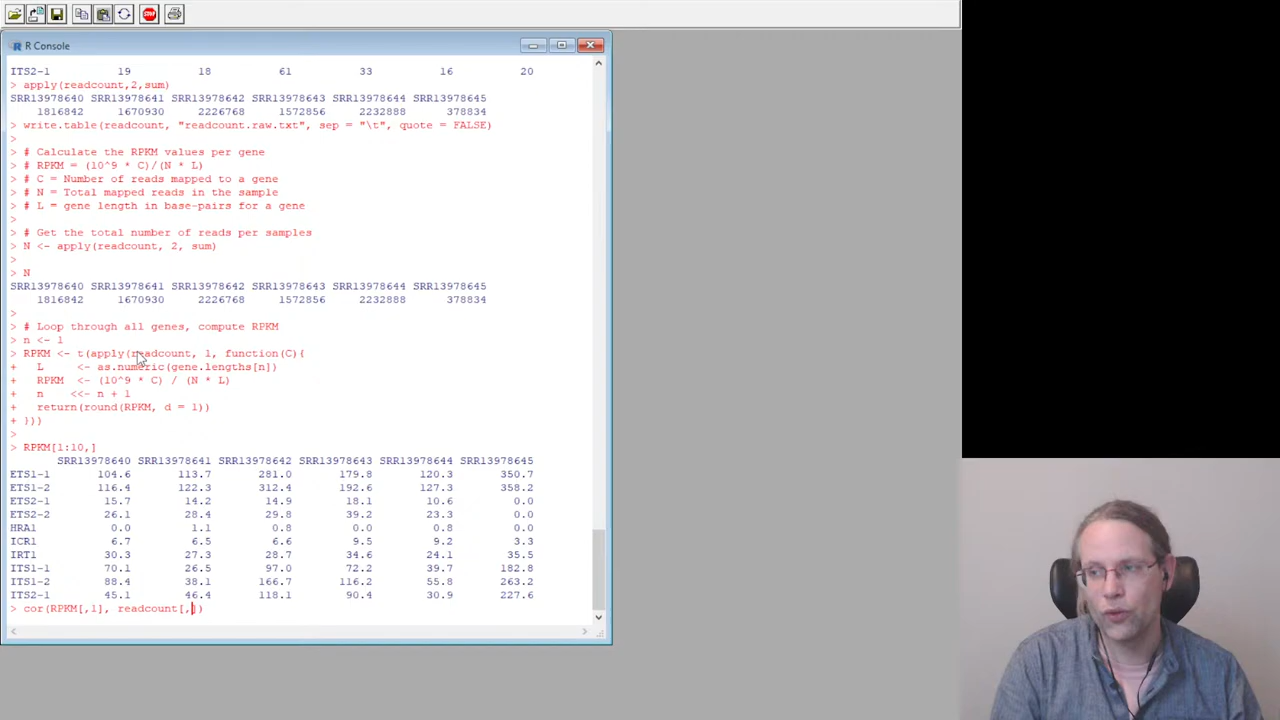 R Console
ITS2-1 19 18 61 33 16 20
> apply(readcount,2,sum)
SRR13978640 SRR13978641 SRR13978642 SRR13978643 SRR13978644 SRR13978645
1816842 1670930 2226768 1572856 2232888 378834
> write.table(readcount, "readcount.raw.txt", sep = "\t", quote = FALSE)
>
> # Calculate the RPKM values per gene
> # RPKM = (10^9 * C)/(N * L)
> # C = Number of reads mapped to a gene
> # N = Total mapped reads in the sample
> # L = gene length in base-pairs for a gene
>
> # Get the total number of reads per samples
> N <- apply(readcount, 2, sum)
>
> N
SRR13978640 SRR13978641 SRR13978642 SRR13978643 SRR13978644 SRR13978645
1816842 1670930 2226768 1572856 2232888 378834
>
> # Loop through all genes, compute RPKM
> n <- 1
> RPKM <- t(apply(readcount, 1, function(C){
+ L <- as.numeric(gene.lengths[n])
+ RPKM <- (10^9 * C) / (N * L)
+ n <<- n + 1
+ return(round(RPKM, d = 1))
+ }))
>
> RPKM[1:10,]
SRR13978640 SRR13978641 SRR13978642 SRR13978643 SRR13978644 SRR13978645
ETS1-1 104.6 113.7 281.0 179.8 120.3 350.7
ETS1-2 116.4 122.3 312.4 192.6 127.3 358.2
ETS2-1 15.7 14.2 14.9 18.1 10.6 0.0
ETS2-2 26.1 28.4 29.8 39.2 23.3 0.0
HRA1 0.0 1.1 0.8 0.0 0.8 0.0
ICR1 6.7 6.5 6.6 9.5 9.2 3.3
IRT1 30.3 27.3 28.7 34.6 24.1 35.5
ITS1-1 70.1 26.5 97.0 72.2 39.7 182.8
ITS1-2 88.4 38.1 166.7 116.2 55.8 263.2
ITS2-1 45.1 46.4 118.1 90.4 30.9 227.6
> cor(RPKM[,1], readcount[,])